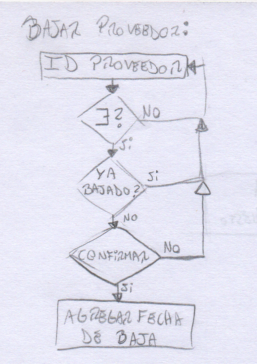 BAJAR PROVEEDOR:
ID PROVEEDOR
∃?
NO
Si
YA
BAJADO?
Si
NO
CONFIRMAR
NO
Si
AGREGAR FECHA
DE BAJA